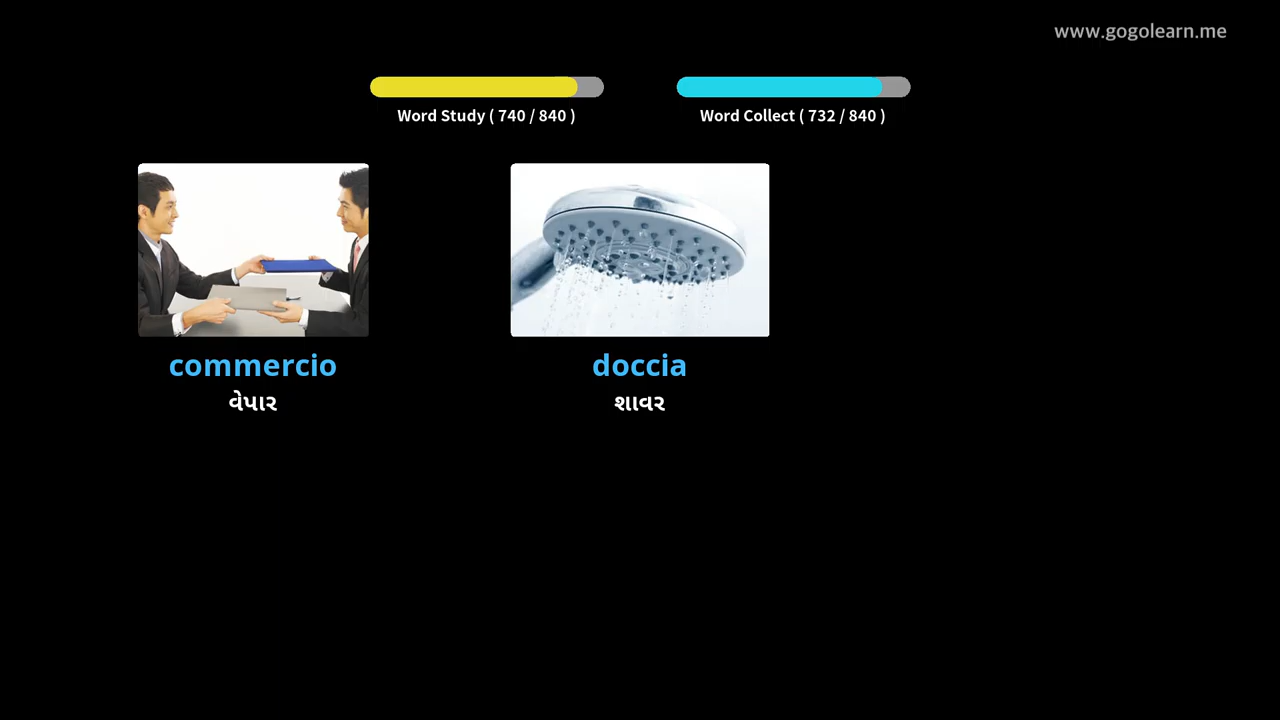 www.gogolearn.me
Word Study ( 740 / 840 )
Word Collect ( 732 / 840 )
commercio
વેપાર
doccia
શાવર